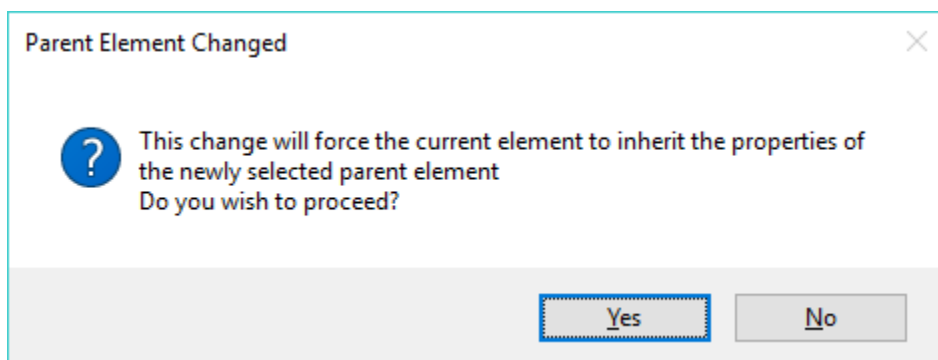 Parent Element Changed
?
This change will force the current element to inherit the properties of
the newly selected parent element
Do you wish to proceed?
Yes
No